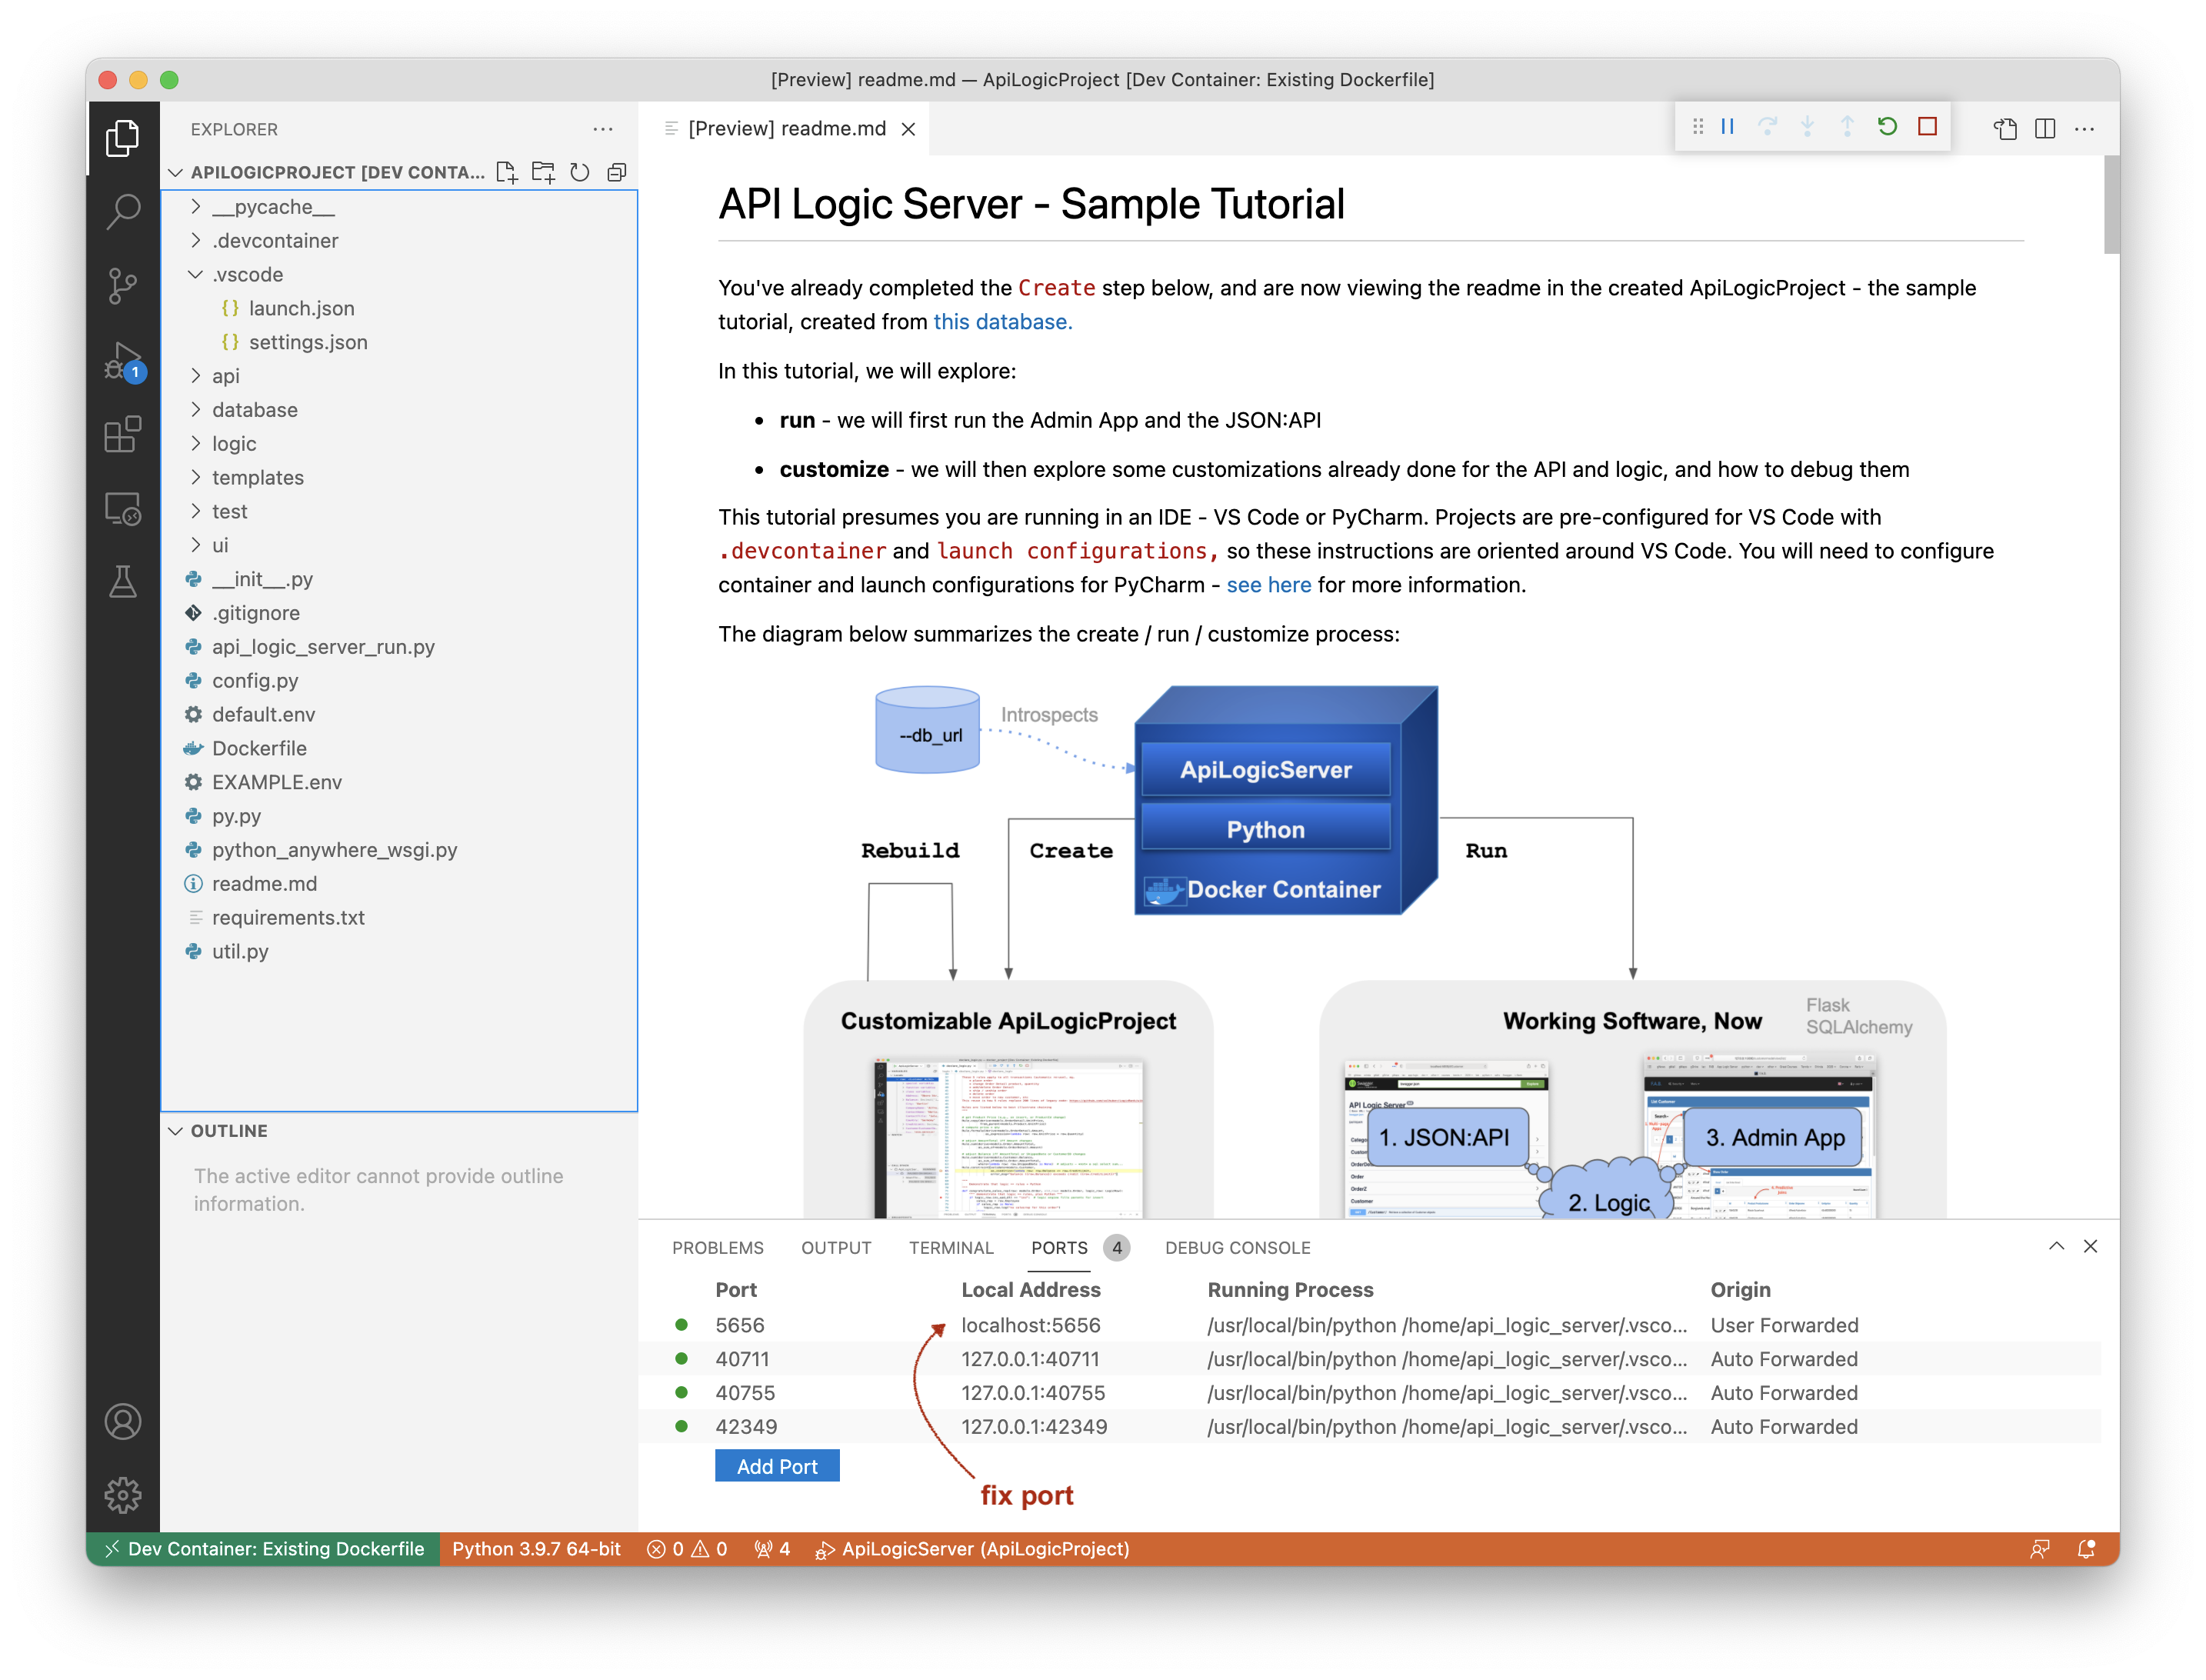 [Preview] readme.md — ApiLogicProject [Dev Container: Existing Dockerfile]
EXPLORER
APILOGICPROJECT [DEV CONTA...
__pycache__
.devcontainer
.vscode
{} launch.json
{} settings.json
api
database
logic
templates
test
ui
__init__.py
.gitignore
api_logic_server_run.py
config.py
default.env
Dockerfile
EXAMPLE.env
py.py
python_anywhere_wsgi.py
readme.md
requirements.txt
util.py
OUTLINE
The active editor cannot provide outline
information.
1
[Preview] readme.md
API Logic Server - Sample Tutorial
You've already completed the Create step below, and are now viewing the readme in the created ApiLogicProject - the sample
tutorial, created from this database.
In this tutorial, we will explore:
• run - we will first run the Admin App and the JSON:API
• customize - we will then explore some customizations already done for the API and logic, and how to debug them
This tutorial presumes you are running in an IDE - VS Code or PyCharm. Projects are pre-configured for VS Code with
.devcontainer and launch configurations, so these instructions are oriented around VS Code. You will need to configure
container and launch configurations for PyCharm - see here for more information.
The diagram below summarizes the create / run / customize process:
--db_url
Introspects
ApiLogicServer
Python
Docker Container
Rebuild
Create
Run
Customizable ApiLogicProject
Working Software, Now
Flask
SQLAlchemy
API Logic Server
1. JSON:API
2. Logic
3. Admin App
PROBLEMS OUTPUT TERMINAL PORTS 4 DEBUG CONSOLE
Port Local Address Running Process Origin
5656 localhost:5656 /usr/local/bin/python /home/api_logic_server/.vsco... User Forwarded
40711 127.0.0.1:40711 /usr/local/bin/python /home/api_logic_server/.vsco... Auto Forwarded
40755 127.0.0.1:40755 /usr/local/bin/python /home/api_logic_server/.vsco... Auto Forwarded
42349 127.0.0.1:42349 /usr/local/bin/python /home/api_logic_server/.vsco... Auto Forwarded
Add Port
fix port
Dev Container: Existing Dockerfile Python 3.9.7 64-bit 0 0 4 ApiLogicServer (ApiLogicProject)